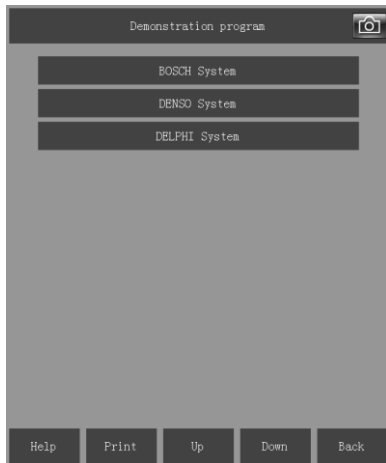 Demonstration program
BOSCH System
DENSO System
DELPHI System
Help Print Up Down Back